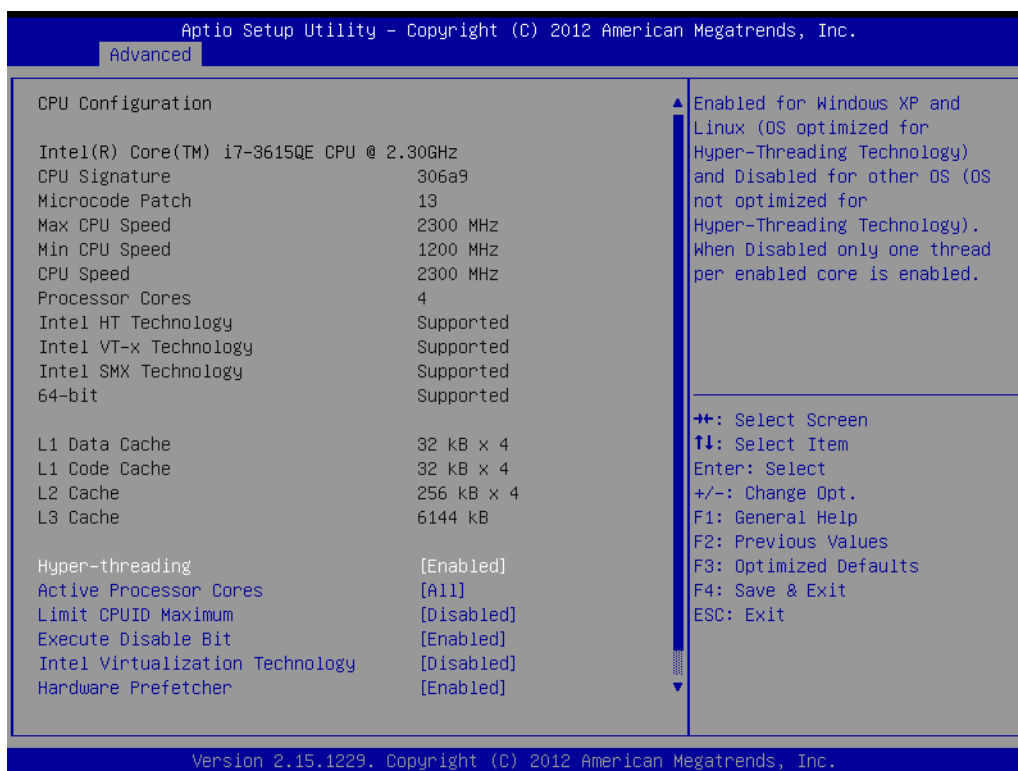 Aptio Setup Utility – Copyright (C) 2012 American Megatrends, Inc.
Advanced
CPU Configuration
Intel(R) Core(TM) i7-3615QE CPU @ 2.30GHz
CPU Signature 306a9
Microcode Patch 13
Max CPU Speed 2300 MHz
Min CPU Speed 1200 MHz
CPU Speed 2300 MHz
Processor Cores 4
Intel HT Technology Supported
Intel VT-x Technology Supported
Intel SMX Technology Supported
64-bit Supported
L1 Data Cache 32 kB x 4
L1 Code Cache 32 kB x 4
L2 Cache 256 kB x 4
L3 Cache 6144 kB
Hyper-threading [Enabled]
Active Processor Cores [All]
Limit CPUID Maximum [Disabled]
Execute Disable Bit [Enabled]
Intel Virtualization Technology [Disabled]
Hardware Prefetcher [Enabled]
Enabled for Windows XP and
Linux (OS optimized for
Hyper-Threading Technology)
and Disabled for other OS (OS
not optimized for
Hyper-Threading Technology).
When Disabled only one thread
per enabled core is enabled.
→←: Select Screen
↑↓: Select Item
Enter: Select
+/-: Change Opt.
F1: General Help
F2: Previous Values
F3: Optimized Defaults
F4: Save & Exit
ESC: Exit
Version 2.15.1229. Copyright (C) 2012 American Megatrends, Inc.